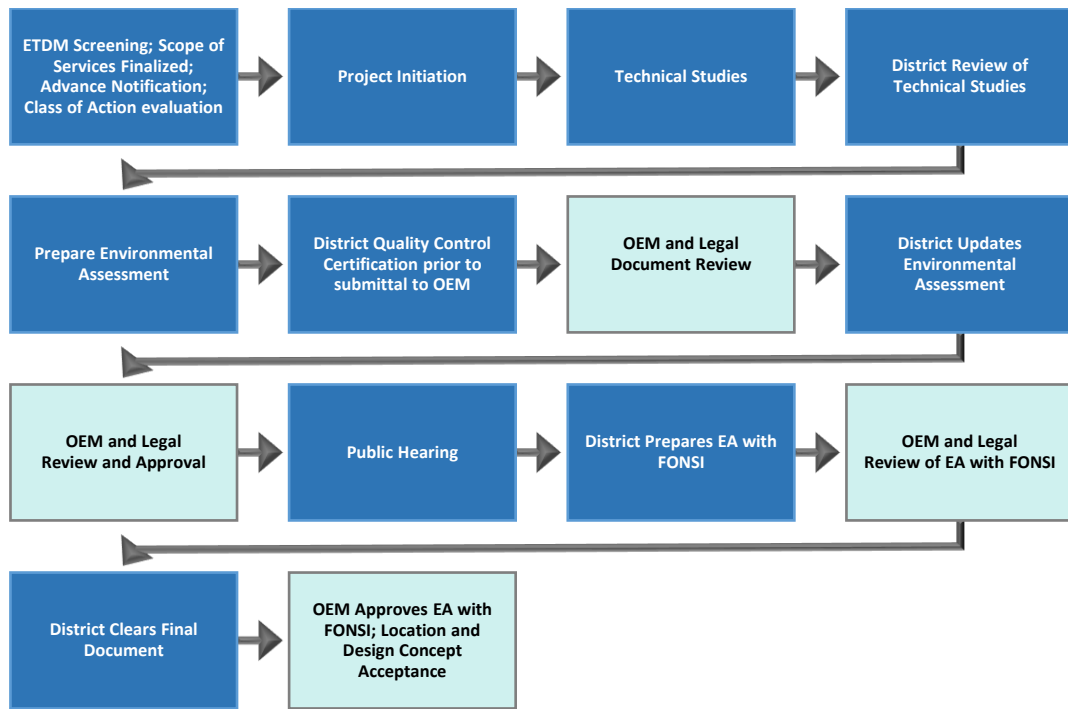 ETDM Screening; Scope of
Services Finalized;
Advance Notification;
Class of Action evaluation
Project Initiation
Technical Studies
District Review of
Technical Studies
Prepare Environmental
Assessment
District Quality Control
Certification prior to
submittal to OEM
OEM and Legal
Document Review
District Updates
Environmental
Assessment
OEM and Legal
Review and Approval
Public Hearing
District Prepares EA with
FONSI
OEM and Legal
Review of EA with FONSI
District Clears Final
Document
OEM Approves EA with
FONSI; Location and
Design Concept
Acceptance